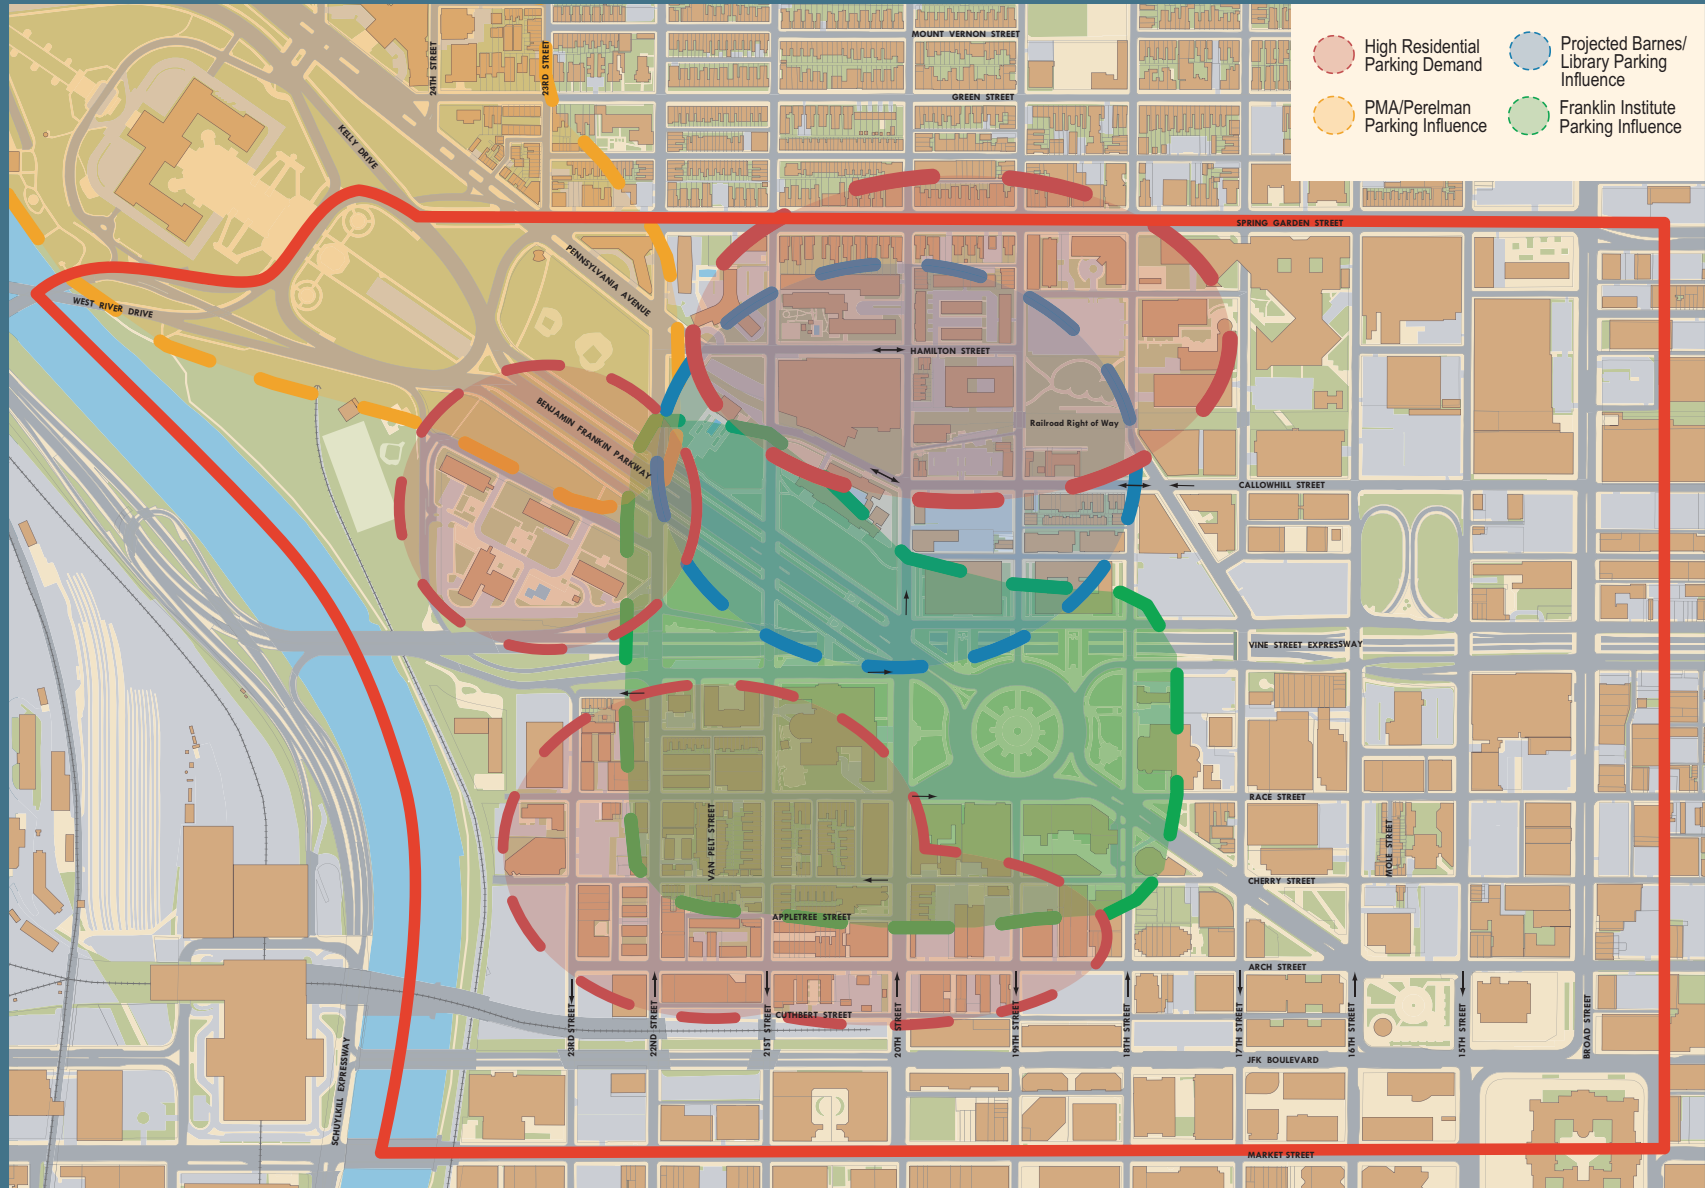 MOUNT VERNON STREET
High Residential
Parking Demand
Projected Barnes/
Library Parking
Influence
24TH STREET
23RD STREET
GREEN STREET
PMA/Perelman
Parking Influence
Franklin Institute
Parking Influence
KELLY DRIVE
SPRING GARDEN STREET
PENNSYLVANIA AVENUE
WEST RIVER DRIVE
HAMILTON STREET
BENJAMIN FRANKIN PARKWAY
Railroad Right of Way
CALLOWHILL STREET
VINE STREET EXPRESSWAY
RACE STREET
VAN PELT STREET
MOLE STREET
CHERRY STREET
APPLETREE STREET
ARCH STREET
CUTHBERT STREET
23RD STREET
22ND STREET
21ST STREET
20TH STREET
19TH STREET
18TH STREET
17TH STREET
16TH STREET
15TH STREET
BROAD STREET
JFK BOULEVARD
SCHUYLKILL EXPRESSWAY
MARKET STREET